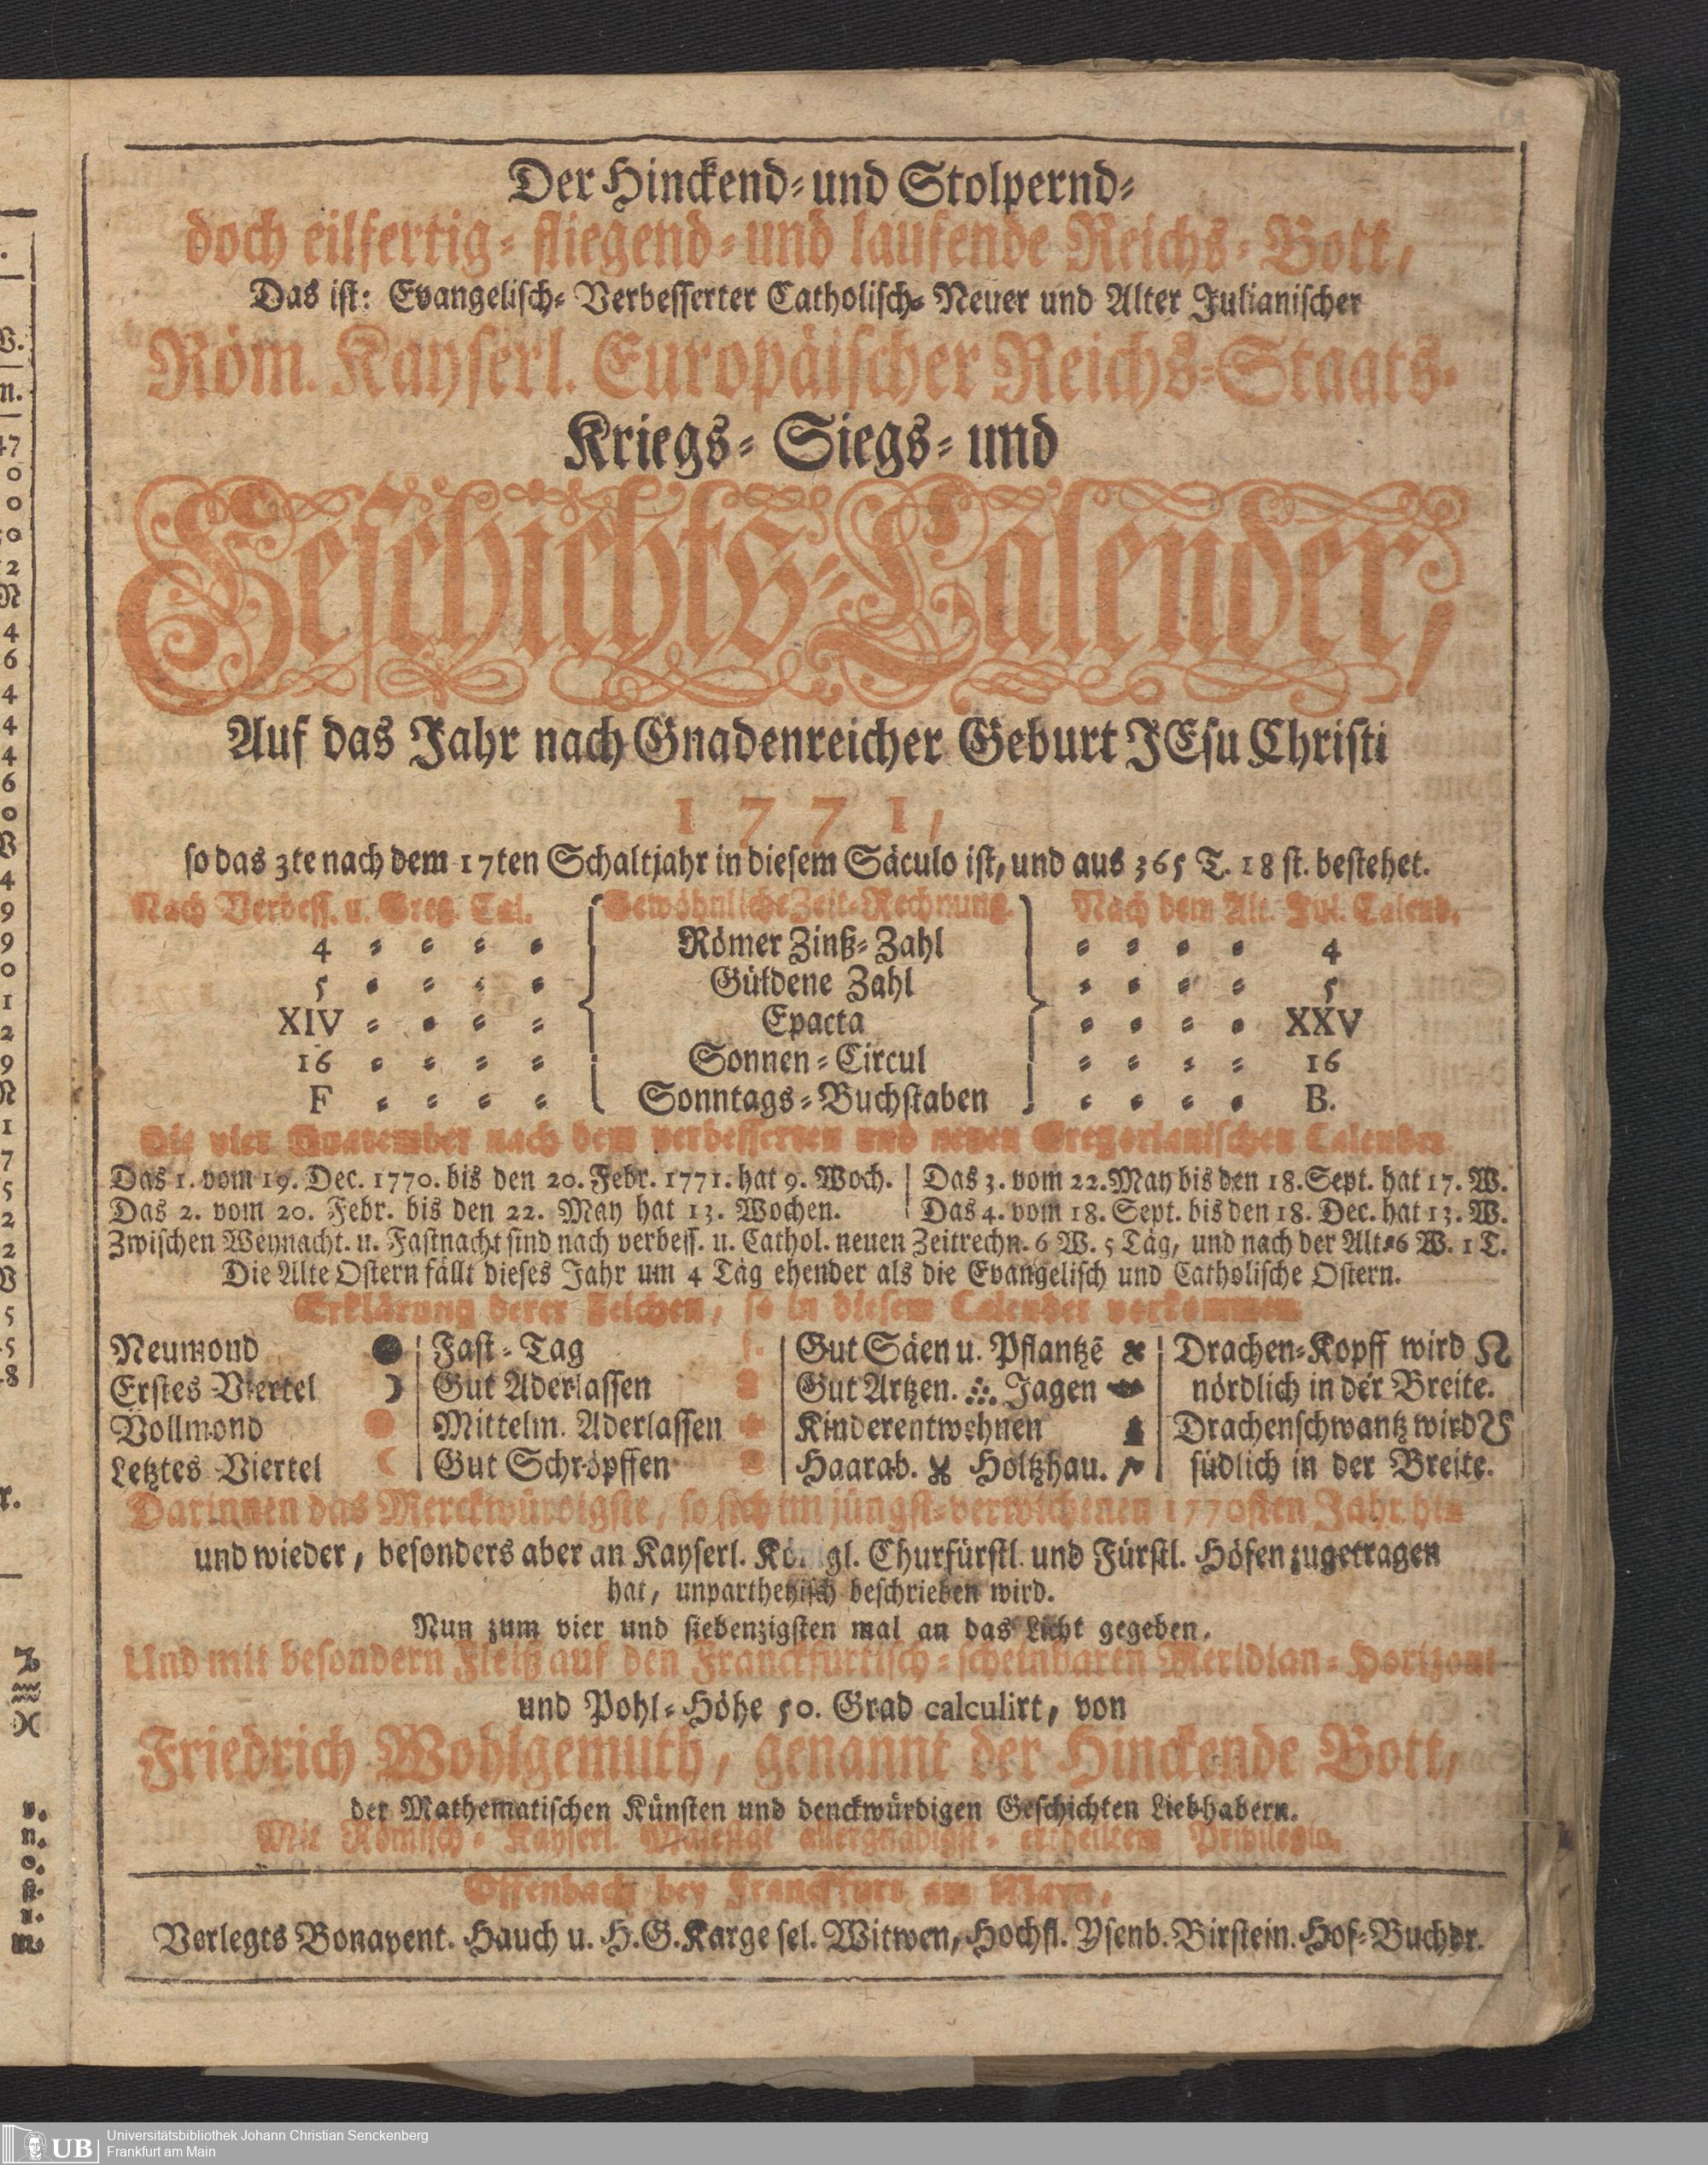 Der Hinckend- und Stolpernd-
doch eilfertig- fliegend- und laufende Reichs-Bott,
Das ist: Evangelisch- Verbesserter Catholisch- Neuer und Alter Julianischer
Röm. Kayserl. Europäischer Reichs-Staats-
Kriegs- Siegs- und
Geschichts-Calender,
Auf das Jahr nach Gnadenreicher Geburt JEsu Christi
1771,
so das 3te nach dem 17ten Schaltjahr in diesem Säculo ist, und aus 365 T. 18 st. bestehet.
Nach Verbess. u. Greg. Cal. Gewöhnliche Zeit-Rechnung. Nach dem Alt. Jul. Calend.
4 Römer Zinß-Zahl 4
5 Güldene Zahl 5
XIV Epacta XXV
16 Sonnen-Circul 16
F Sonntags-Buchstaben B.
Die vier Quatember nach dem verbesserten und neuen Gregorianischen Calender
Das 1. vom 19. Dec. 1770. bis den 20. Febr. 1771. hat 9. Woch. Das 3. vom 22. May bis den 18. Sept. hat 17. W.
Das 2. vom 20. Febr. bis den 22. May hat 13. Wochen. Das 4. vom 18. Sept. bis den 18. Dec. hat 13. W.
Zwischen Weynacht. u. Fastnacht sind nach verbess. u. Cathol. neuen Zeitrechn. 6 W. 5 Täg, und nach der Alt. 6 W. 1 T.
Die Alte Ostern fällt dieses Jahr um 4 Täg ehender als die Evangelisch und Catholische Ostern.
Erklärung derer Zeichen, so in diesem Calender vorkommen
Neumond ● Fast-Tag f. Gut Säen u. Pflantzē Drachen-Kopff wird ☊
Erstes Viertel ☽ Gut Aderlassen Gut Artzen. Jagen nördlich in der Breite.
Vollmond Mittelm. Aderlassen Kinderentwehnen Drachenschwantz wird ☋
Letztes Viertel ☾ Gut Schröpffen Haarab. Holtzhau. südlich in der Breite.
Darinnen das Merckwürdigste, so sich im jüngst-verwichenen 1770sten Jahr hin
und wieder, besonders aber an Kayserl. Königl. Churfürstl. und Fürstl. Höfen zugetragen
hat, unpartheyisch beschrieben wird.
Nun zum vier und siebenzigsten mal an das Licht gegeben,
Und mit besondern Fleiß auf den Franckfurtisch-scheinbaren Meridian-Horizont
und Pohl-Höhe 50. Grad calculirt, von
Friedrich Wohlgemuth, genannt der Hinckende Bott,
der Mathematischen Künsten und denckwürdigen Geschichten Liebhabern.
Mit Römisch- Kayserl. Majestät allergnädigst- ertheiltem Privilegio.
Offenbach bey Franckfurt am Mayn,
Verlegts Bonavent. Hauch u. H. G. Karge sel. Witwen, Hochfl. Ysenb. Birstein. Hof-Buchdr.
UB Universitätsbibliothek Johann Christian Senckenberg
Frankfurt am Main